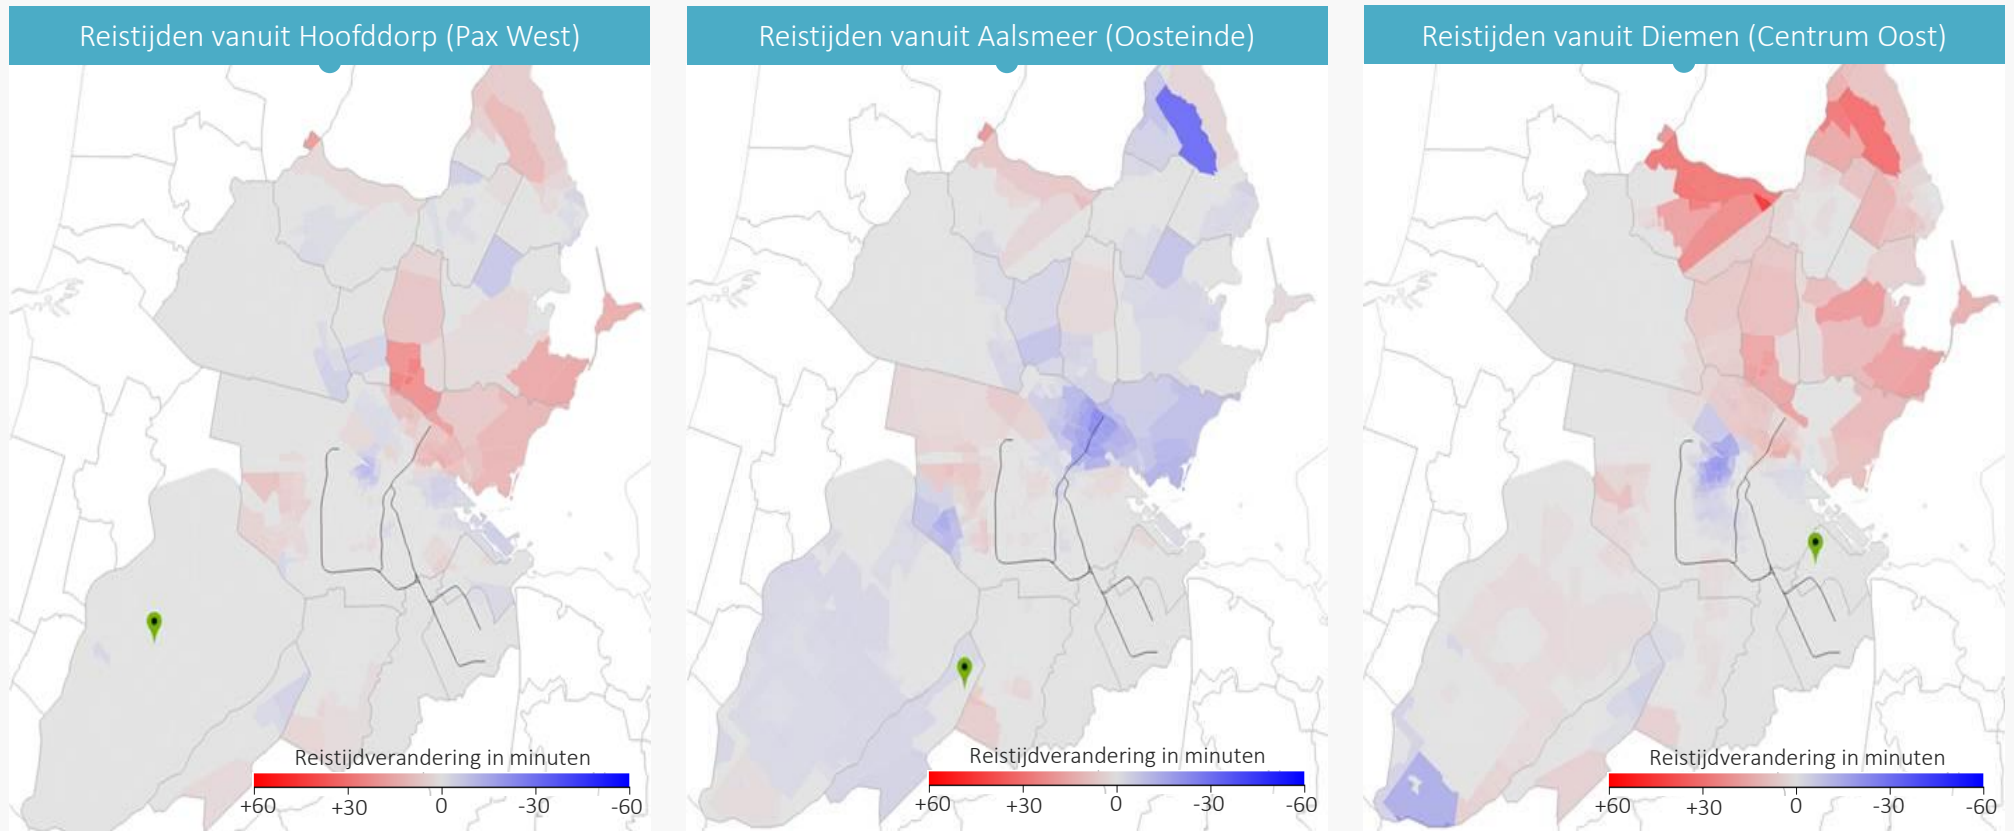 Reistijden vanuit Hoofddorp (Pax West)
Reistijden vanuit Aalsmeer (Oosteinde)
Reistijden vanuit Diemen (Centrum Oost)
Reistijdverandering in minuten
+60 +30 0 -30 -60
Reistijdverandering in minuten
+60 +30 0 -30 -60
Reistijdverandering in minuten
+60 +30 0 -30 -60